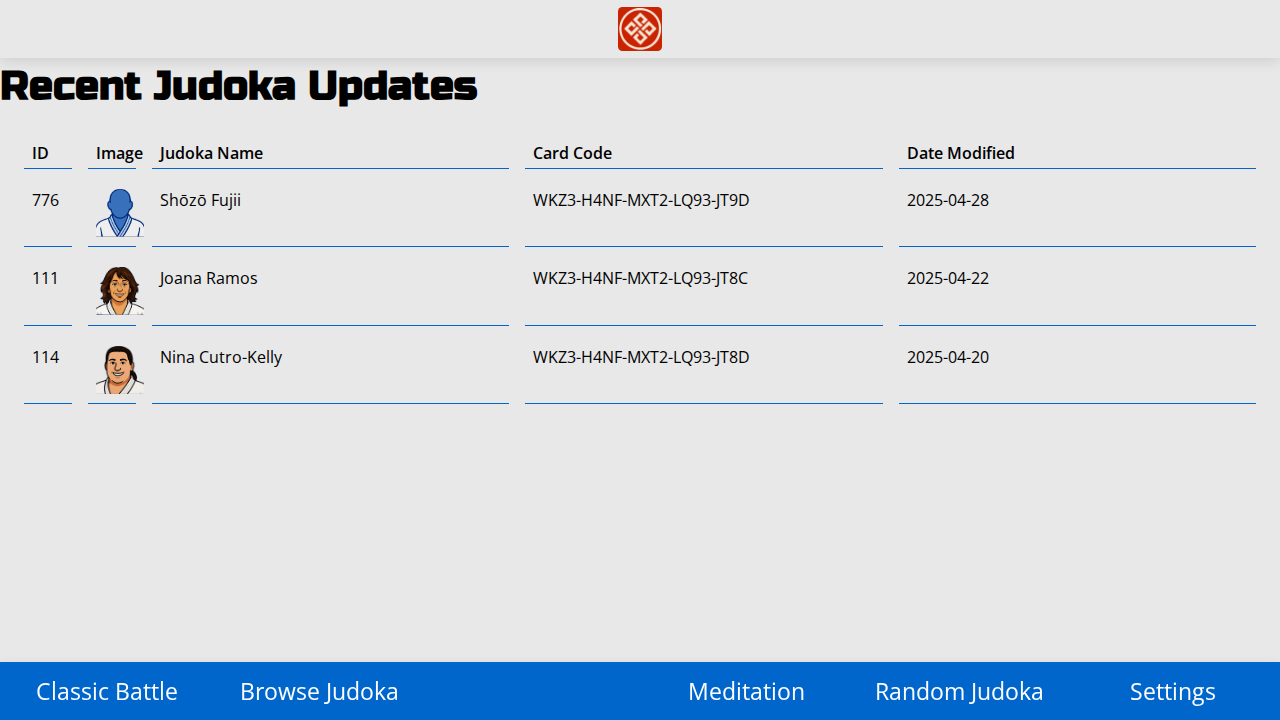 Recent Judoka Updates
ID Image Judoka Name Card Code Date Modified
776 Shōzō Fujii WKZ3-H4NF-MXT2-LQ93-JT9D 2025-04-28
111 Joana Ramos WKZ3-H4NF-MXT2-LQ93-JT8C 2025-04-22
114 Nina Cutro-Kelly WKZ3-H4NF-MXT2-LQ93-JT8D 2025-04-20
Classic Battle Browse Judoka Meditation Random Judoka Settings